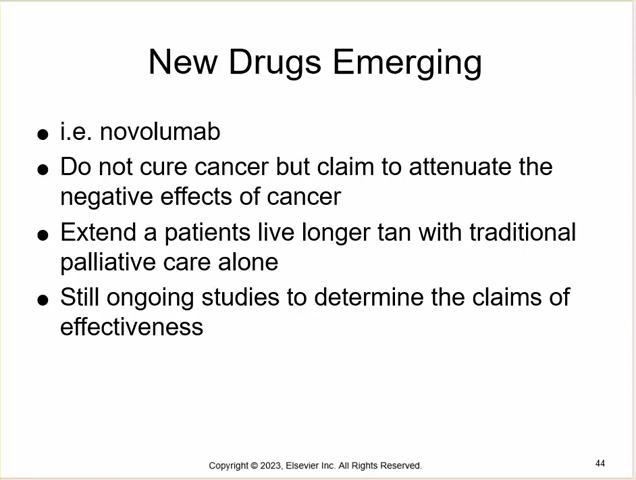 New Drugs Emerging
● i.e. novolumab
● Do not cure cancer but claim to attenuate the
negative effects of cancer
● Extend a patients live longer tan with traditional
palliative care alone
● Still ongoing studies to determine the claims of
effectiveness
Copyright © 2023, Elsevier Inc. All Rights Reserved.
44